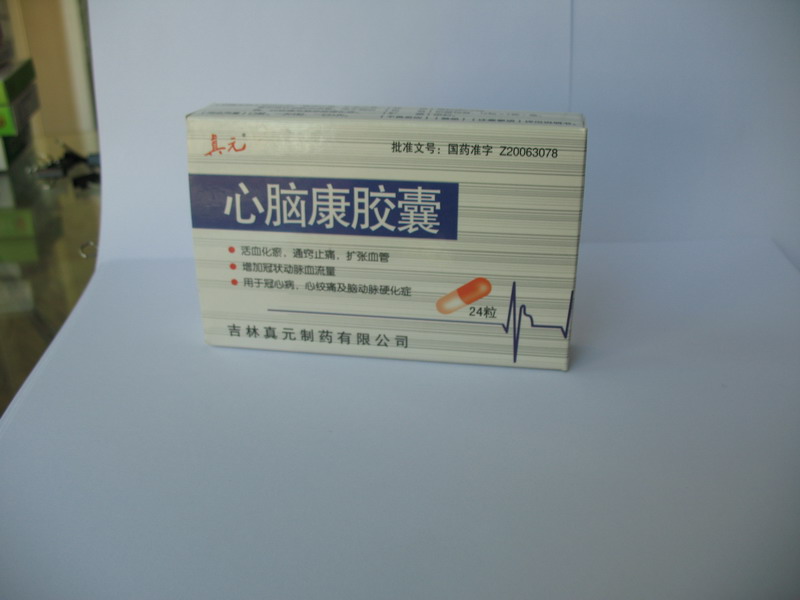 真元
批准文号：国药准字 Z20063078
心脑康胶囊
● 活血化瘀、通窍止痛、扩张血管
● 增加冠状动脉血流量
● 用于冠心病、心绞痛及脑动脉硬化症
24粒
吉林真元制药有限公司